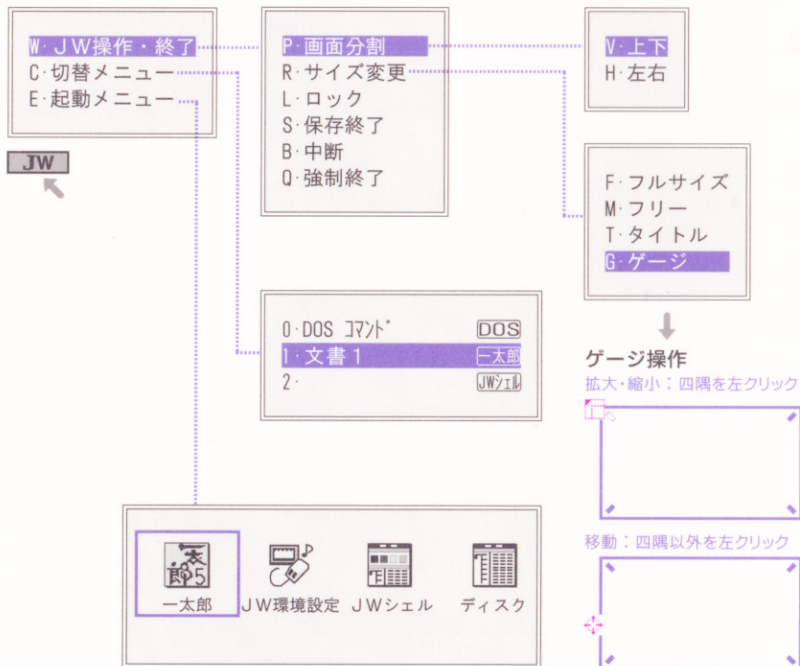 W・JW操作・終了
C・切替メニュー
E・起動メニュー
JW
P・画面分割
R・サイズ変更
L・ロック
S・保存終了
B・中断
Q・強制終了
V・上下
H・左右
F・フルサイズ
M・フリー
T・タイトル
G・ゲージ
0・DOS コマンド DOS
1・文書1 一太郎
2・ JWシェル
ゲージ操作
拡大・縮小：四隅を左クリック
移動：四隅以外を左クリック
一太郎5
一太郎
JW環境設定
JWシェル
ディスク